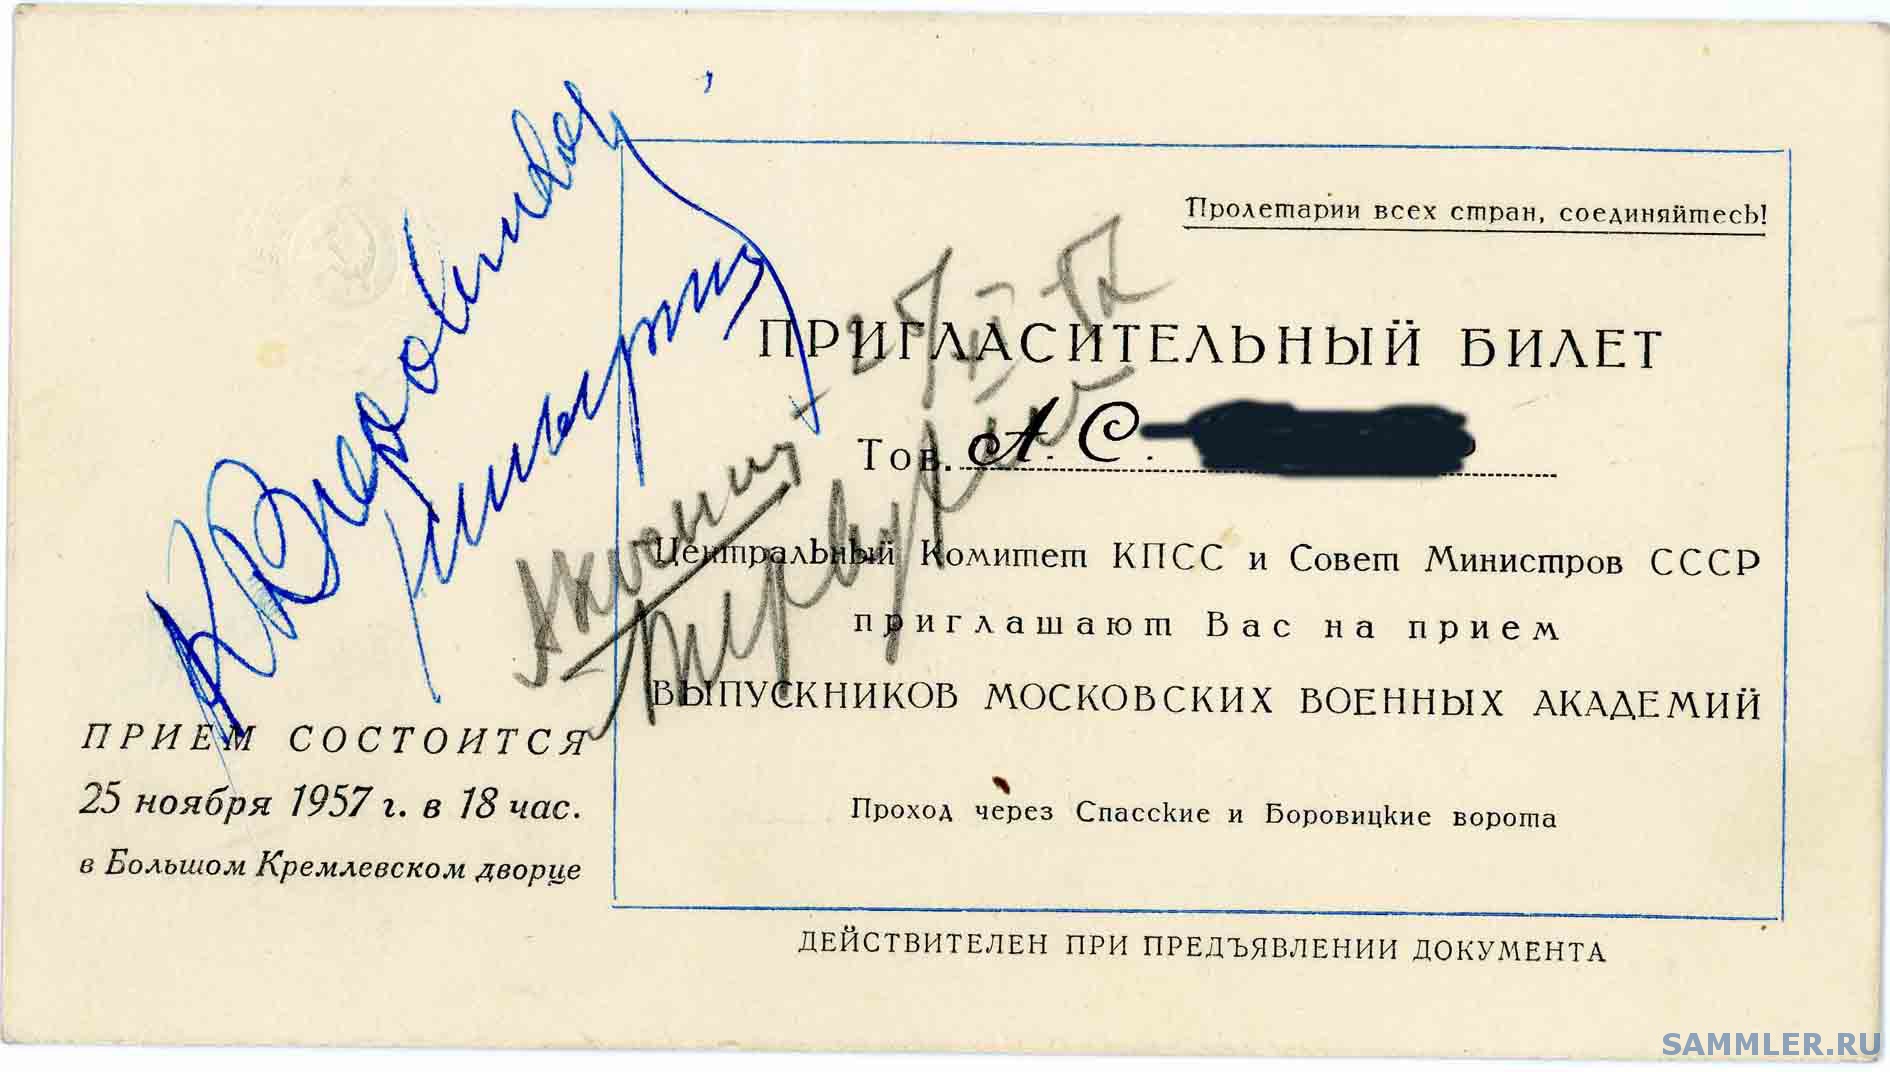 Пролетарии всех стран, соединяйтесь!
ПРИГЛАСИТЕЛЬНЫЙ БИЛЕТ
Тов. А. С.
Центральный Комитет КПСС и Совет Министров СССР
приглашают Вас на прием
ВЫПУСКНИКОВ МОСКОВСКИХ ВОЕННЫХ АКАДЕМИЙ
Проход через Спасские и Боровицкие ворота
ПРИЕМ СОСТОИТСЯ
25 ноября 1957 г. в 18 час.
в Большом Кремлевском дворце
ДЕЙСТВИТЕЛЕН ПРИ ПРЕДЪЯВЛЕНИИ ДОКУМЕНТА
SAMMLER.RU